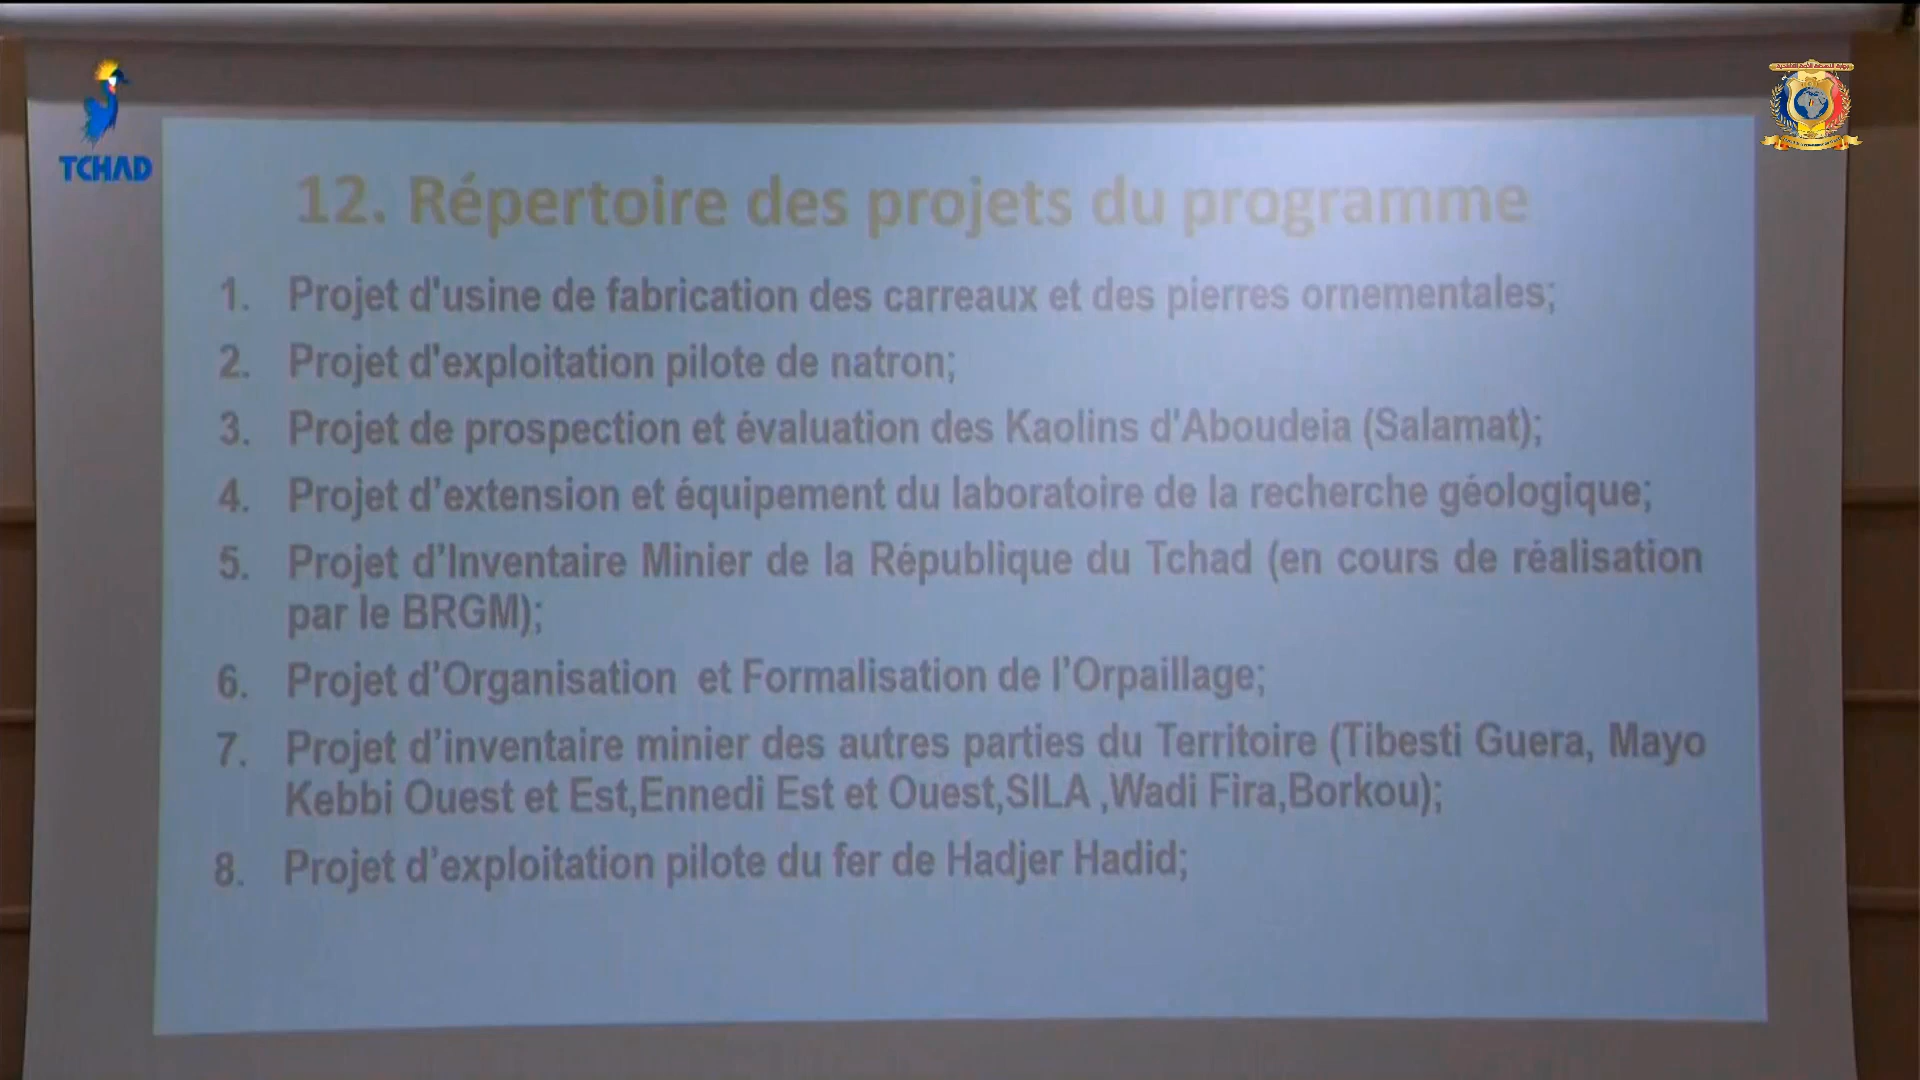 TCHAD
12. Répertoire des projets du programme
1. Projet d'usine de fabrication des carreaux et des pierres ornementales;
2. Projet d'exploitation pilote de natron;
3. Projet de prospection et évaluation des Kaolins d'Aboudeia (Salamat);
4. Projet d’extension et équipement du laboratoire de la recherche géologique;
5. Projet d’Inventaire Minier de la République du Tchad (en cours de réalisation
par le BRGM);
6. Projet d’Organisation et Formalisation de l’Orpaillage;
7. Projet d’inventaire minier des autres parties du Territoire (Tibesti Guera, Mayo
Kebbi Ouest et Est,Ennedi Est et Ouest,SILA ,Wadi Fira,Borkou);
8. Projet d’exploitation pilote du fer de Hadjer Hadid;